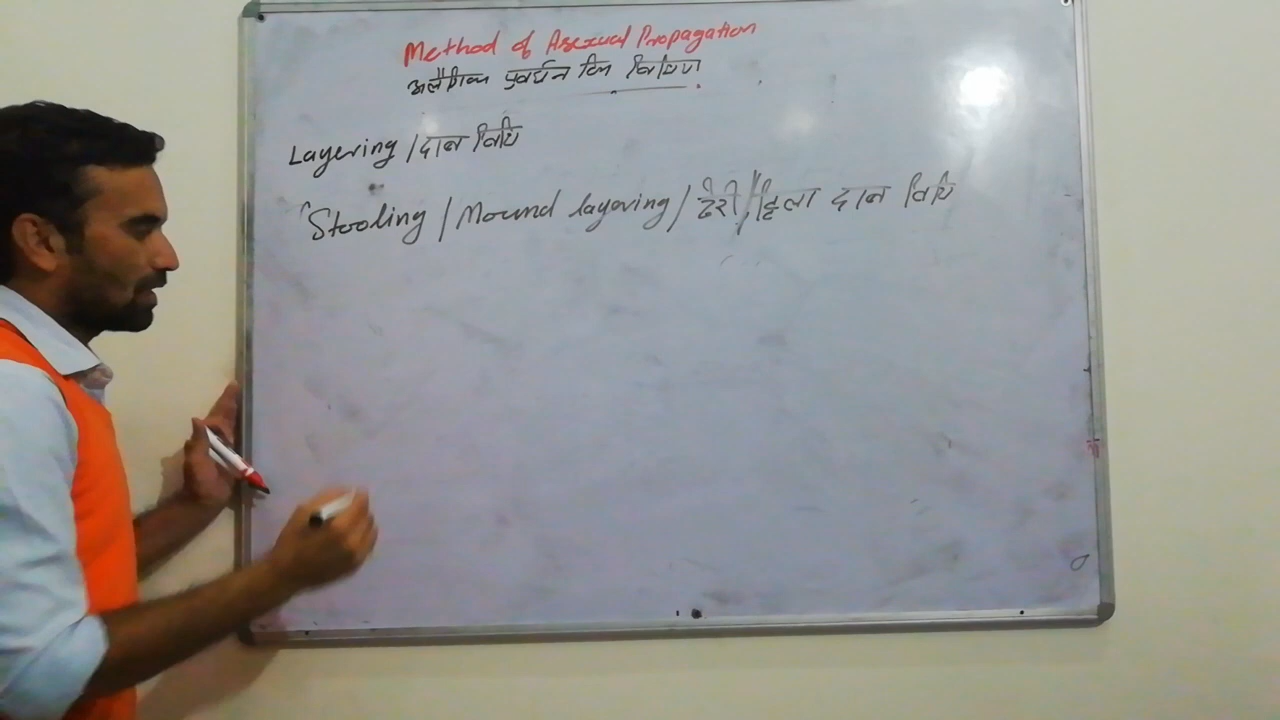 Method of Asexual Propagation
अलैंगिक प्रवर्धन कि विधिया
Layering / दाब विधि
Stooling / Mound layering / ढेरी / टिला दाब विधि